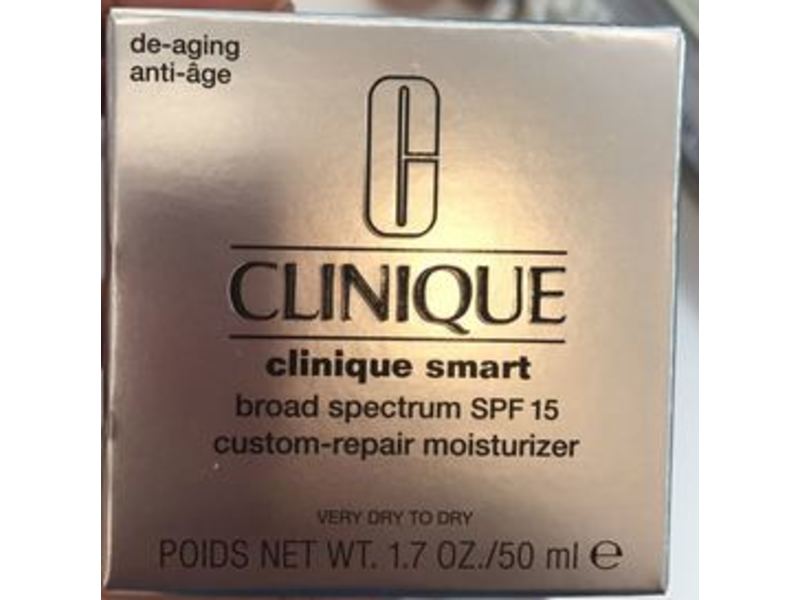 de-aging
anti-âge
C
CLINIQUE
clinique smart
broad spectrum SPF 15
custom-repair moisturizer
VERY DRY TO DRY
POIDS NET WT. 1.7 OZ./50 ml ℮